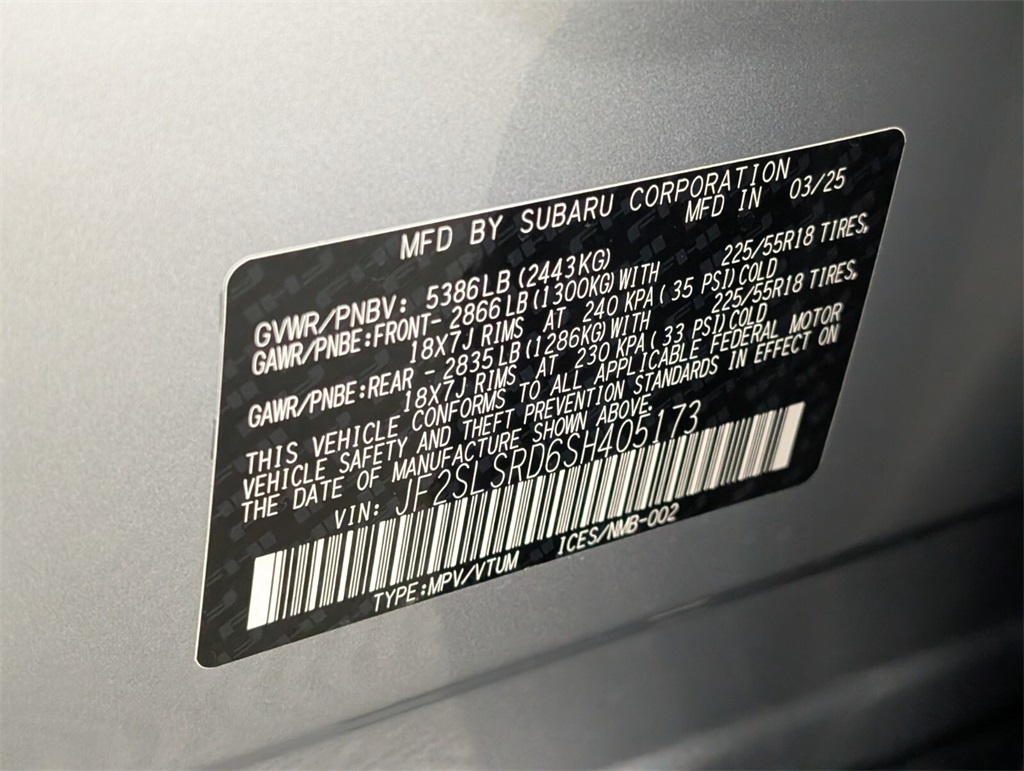 MFD BY SUBARU CORPORATION
MFD IN 03/25
GVWR/PNBV: 5386LB(2443KG)
GAWR/PNBE:FRONT- 2866LB(1300KG)WITH 225/55R18 TIRES,
18X7J RIMS AT 240 KPA( 35 PSI)COLD
GAWR/PNBE:REAR - 2835LB(1286KG)WITH 225/55R18 TIRES,
18X7J RIMS AT 230 KPA( 33 PSI)COLD
THIS VEHICLE CONFORMS TO ALL APPLICABLE FEDERAL MOTOR
VEHICLE SAFETY AND THEFT PREVENTION STANDARDS IN EFFECT ON
THE DATE OF MANUFACTURE SHOWN ABOVE.
VIN: JF2SLSRD6SH405173
TYPE:MPV/VTUM ICES/NMB-002